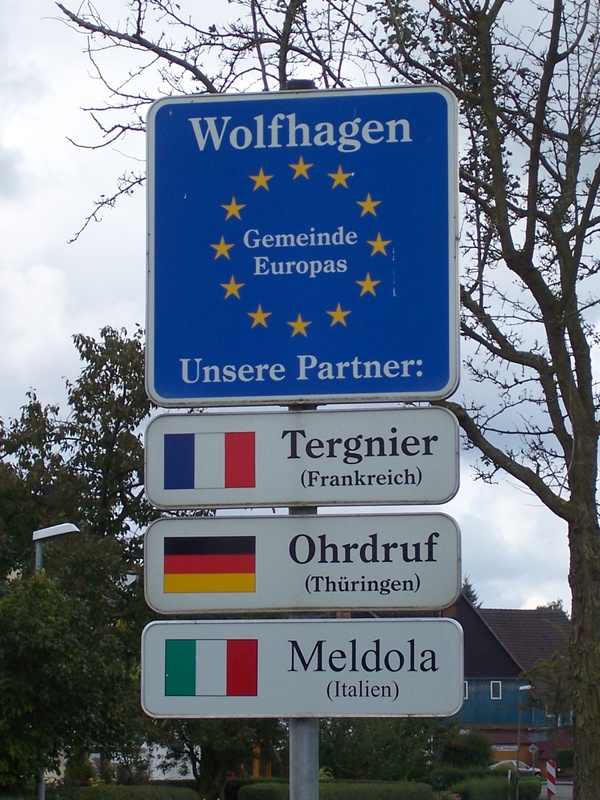 Wolfhagen
Gemeinde
Europas
Unsere Partner:
Tergnier
(Frankreich)
Ohrdruf
(Thüringen)
Meldola
(Italien)